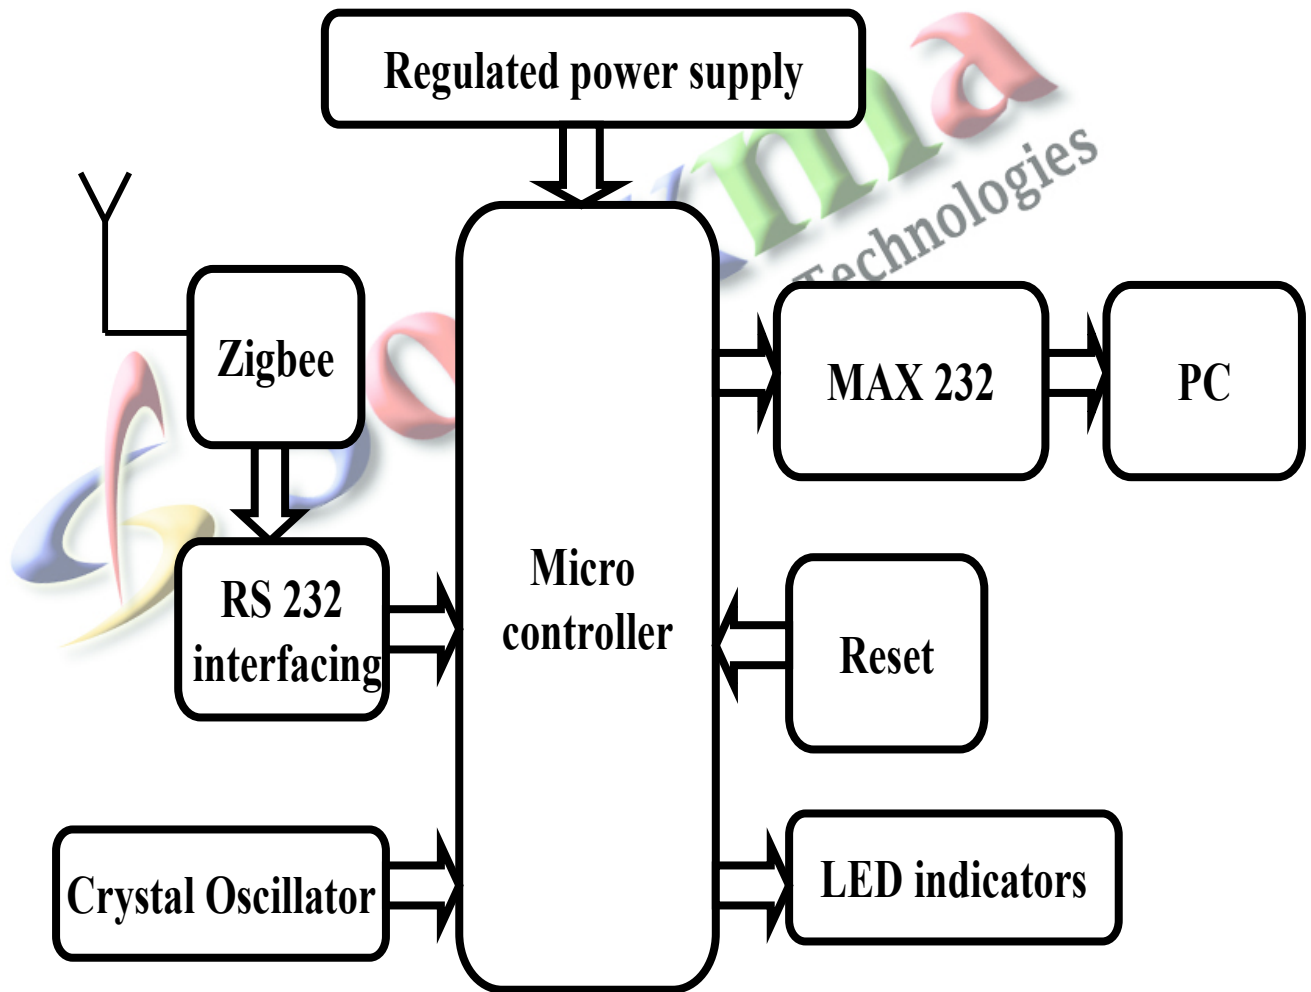 Regulated power supply
Technologies
Zigbee
MAX 232
PC
RS 232
interfacing
Micro
controller
Reset
Crystal Oscillator
LED indicators